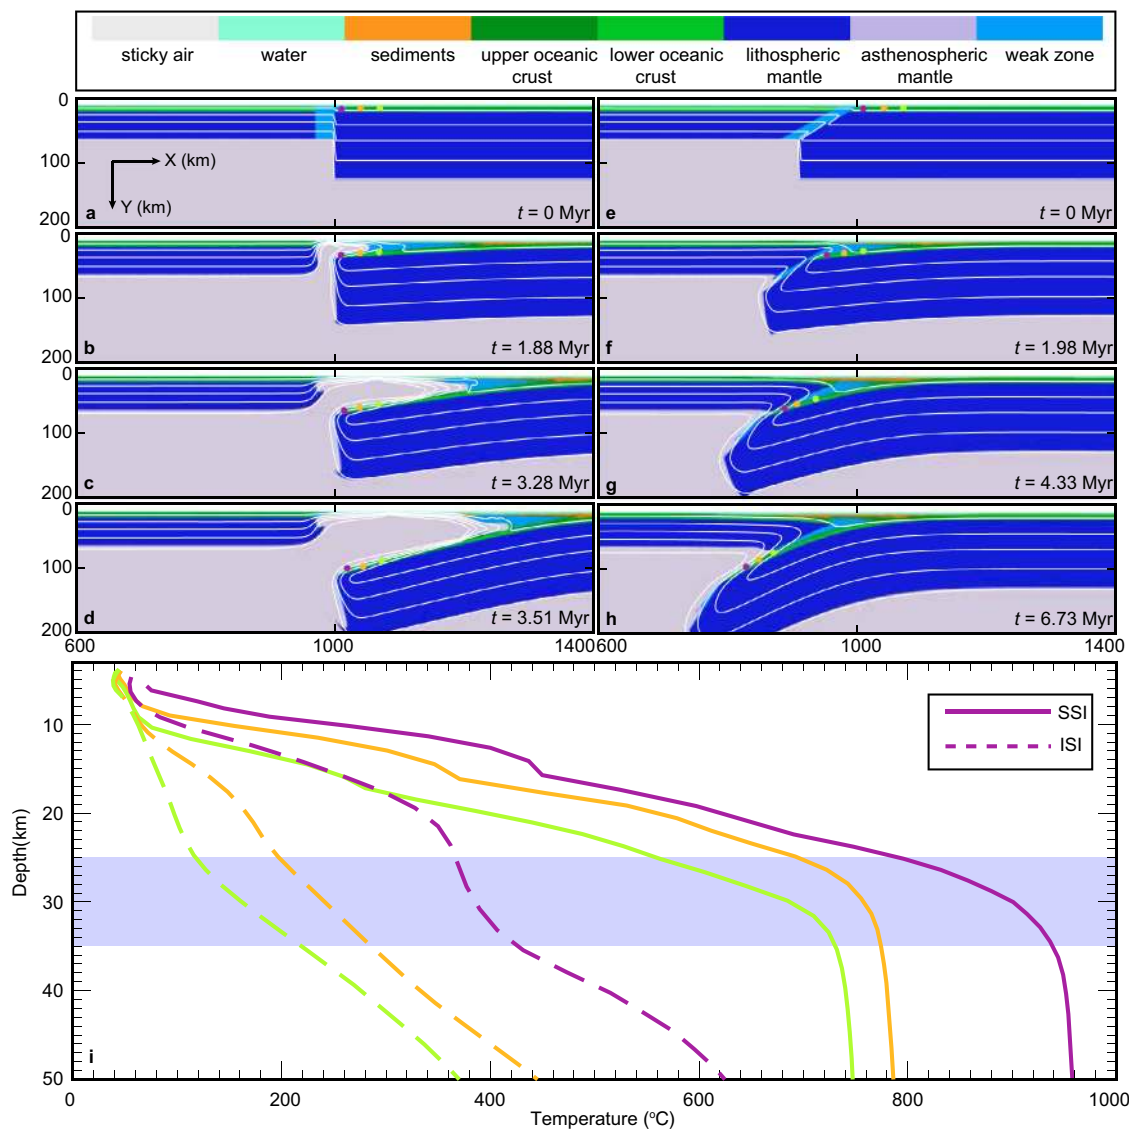 sticky air water sediments upper oceanic crust lower oceanic crust lithospheric mantle asthenospheric mantle weak zone
0
100
200
X (km)
Y (km)
a
t = 0 Myr
e
t = 0 Myr
0
100
200
b
t = 1.88 Myr
f
t = 1.98 Myr
0
100
200
c
t = 3.28 Myr
g
t = 4.33 Myr
0
100
200
d
t = 3.51 Myr
h
t = 6.73 Myr
600 1000 1400 600 1000 1400
SSI
ISI
10
20
30
40
50
Depth(km)
i
0 200 400 600 800 1000
Temperature (°C)